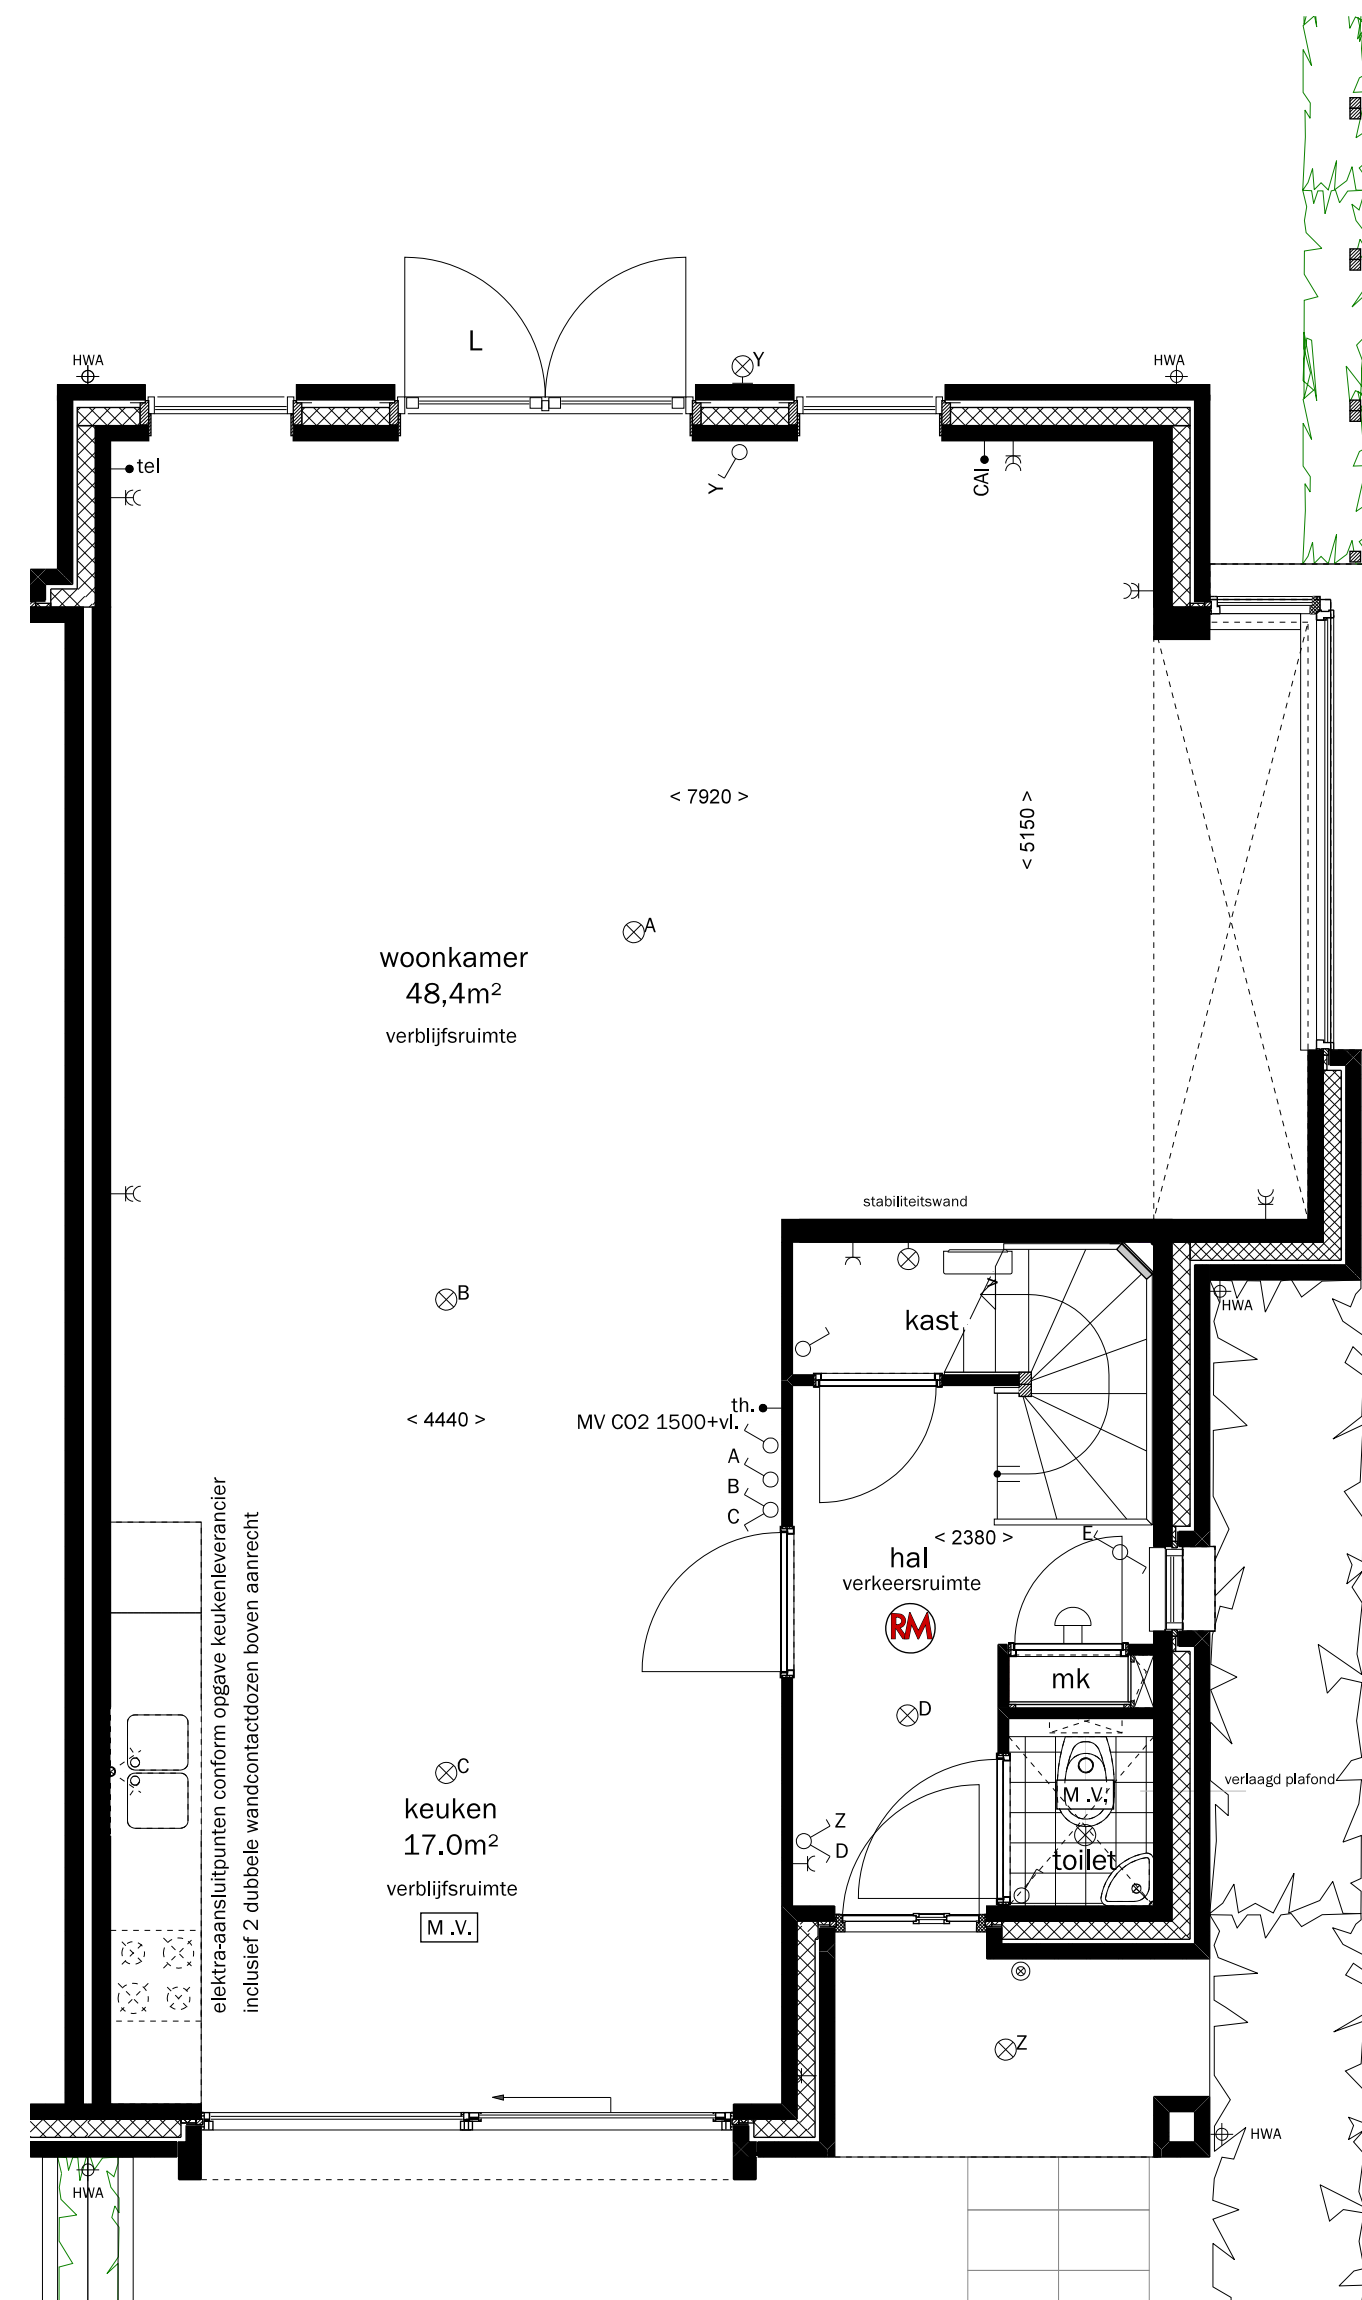 L
HWA
Y
HWA
tel
Y
CAI
< 7920 >
< 5150 >
A
woonkamer
48,4m²
verblijfsruimte
stabiliteitswand
B
kast
HWA
th.
< 4440 >
MV CO2 1500+vl.
A
B
C
< 2380 >
E
hal
verkeersruimte
RM
mk
D
elektra-aansluitpunten conform opgave keukenleverancier
inclusief 2 dubbele wandcontactdozen boven aanrecht
C
keuken
17.0m²
verblijfsruimte
M .V.
verlaagd plafond
M .V.
Z
D
toilet
Z
HWA
HWA